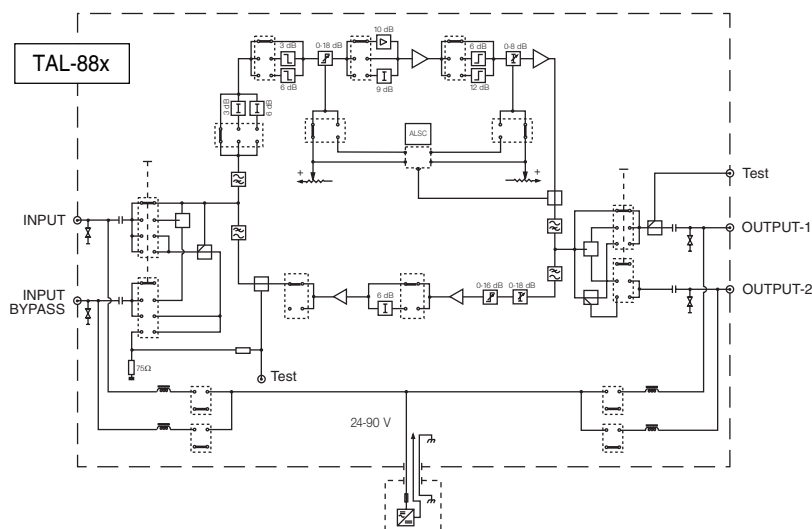 TAL-88x
3 dB
6 dB
0-18 dB
10 dB
9 dB
6 dB
12 dB
0-8 dB
3 dB
6 dB
ALSC
+
+
INPUT
INPUT
BYPASS
Test
OUTPUT-1
OUTPUT-2
6 dB
0-16 dB
0-18 dB
75Ω
Test
24-90 V